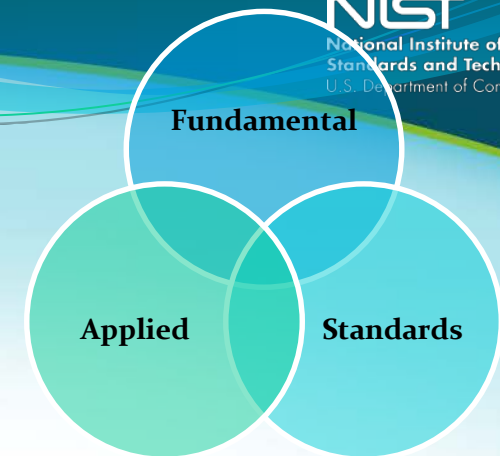 NIST
National Institute of
Standards and Tech
U.S. Department of Com
Fundamental
Applied
Standards